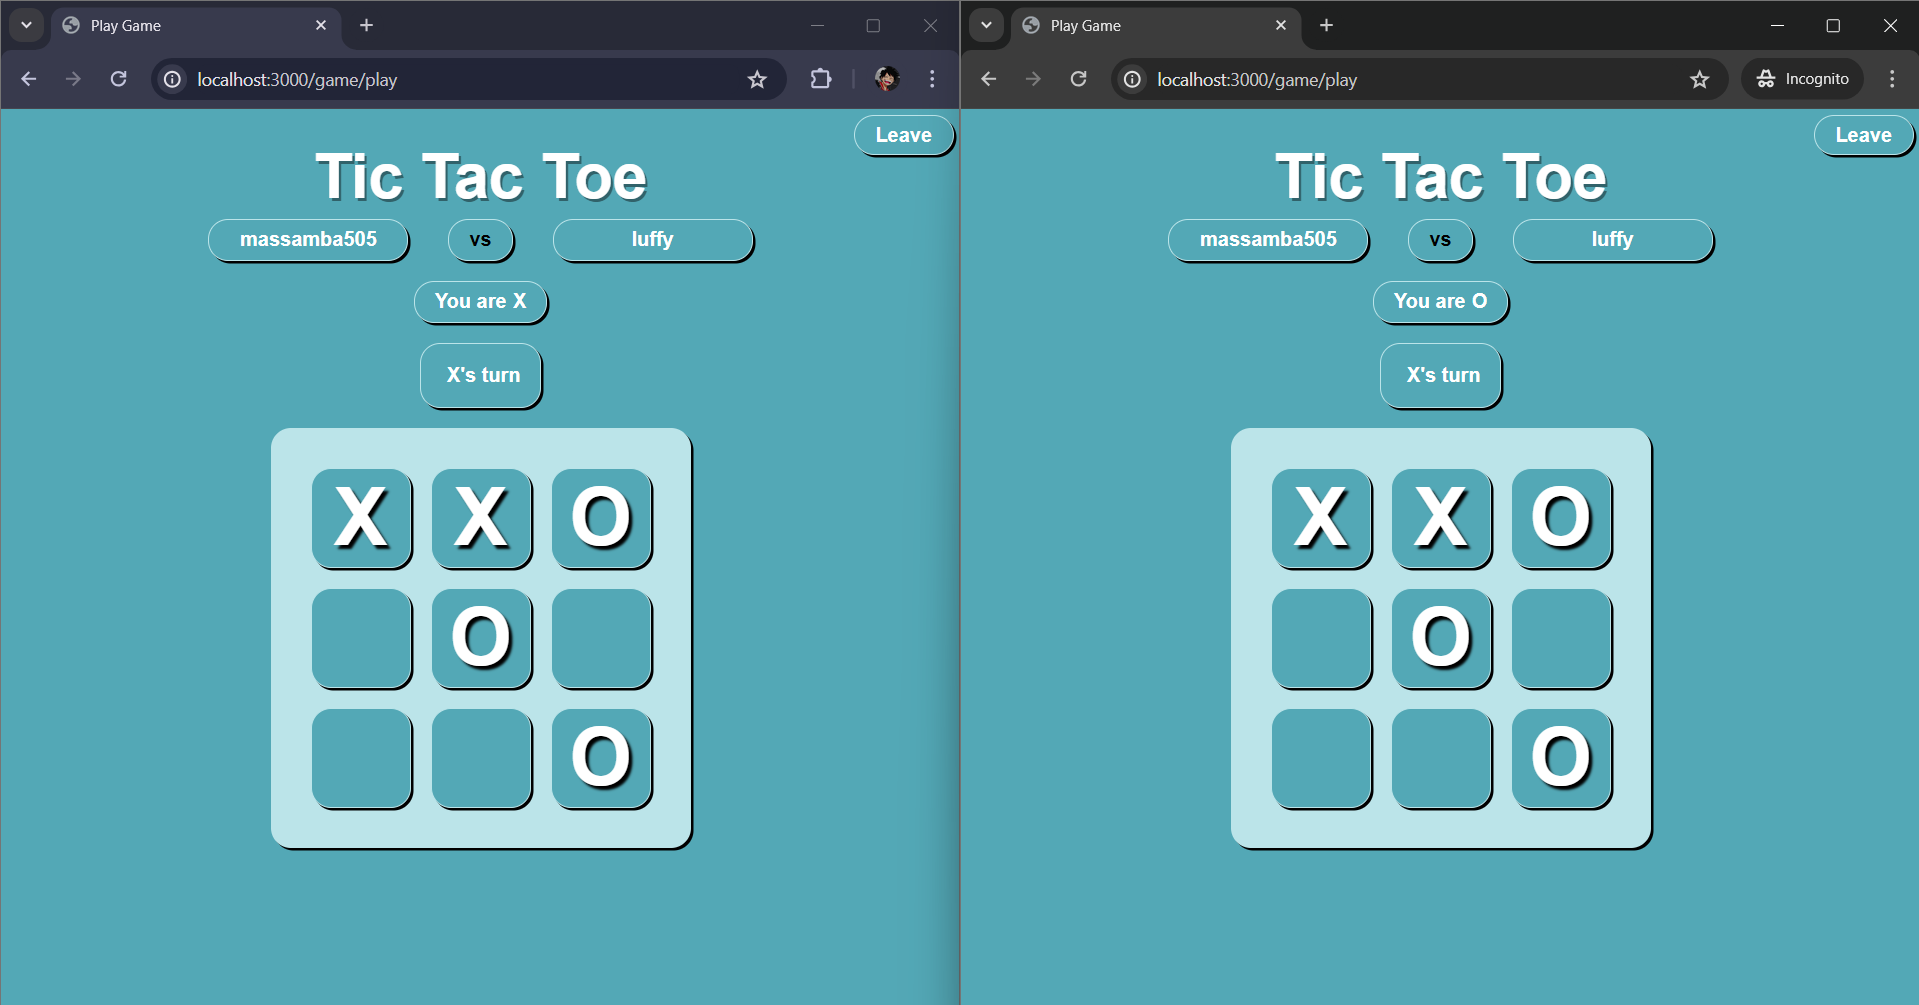 Play Game
localhost:3000/game/play
Leave
Tic Tac Toe
massamba505 vs luffy
You are X
X's turn
X X O
O
O
Play Game
localhost:3000/game/play
Incognito
Leave
Tic Tac Toe
massamba505 vs luffy
You are O
X's turn
X X O
O
O